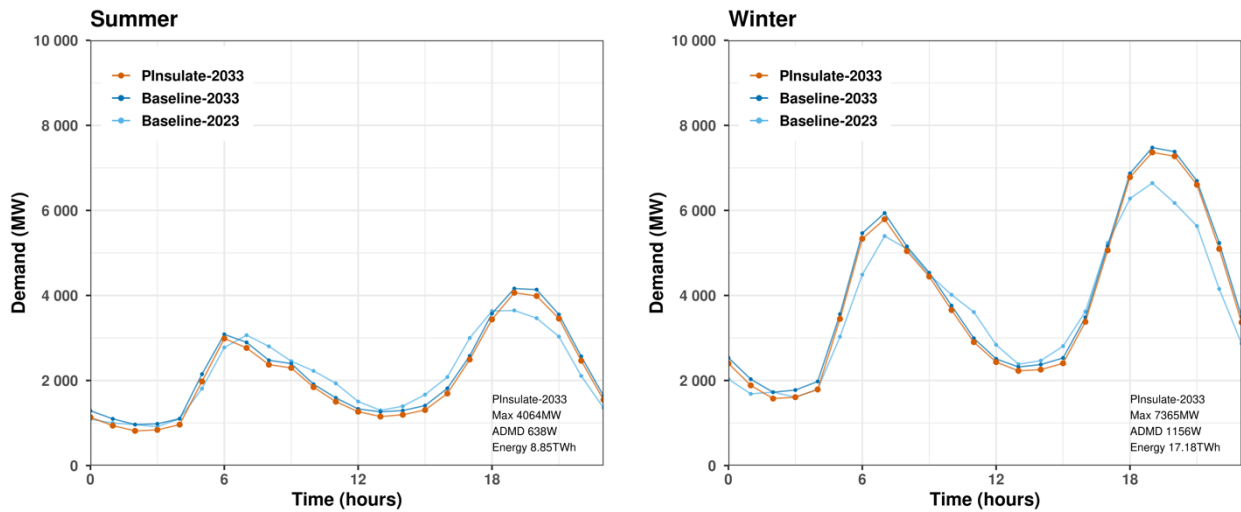 Summer
10 000
8 000
6 000
4 000
2 000
0
Demand (MW)
PInsulate-2033
Baseline-2033
Baseline-2023
PInsulate-2033
Max 4064MW
ADMD 638W
Energy 8.85TWh
0 6 12 18
Time (hours)
Winter
10 000
8 000
6 000
4 000
2 000
0
Demand (MW)
PInsulate-2033
Baseline-2033
Baseline-2023
PInsulate-2033
Max 7365MW
ADMD 1156W
Energy 17.18TWh
0 6 12 18
Time (hours)